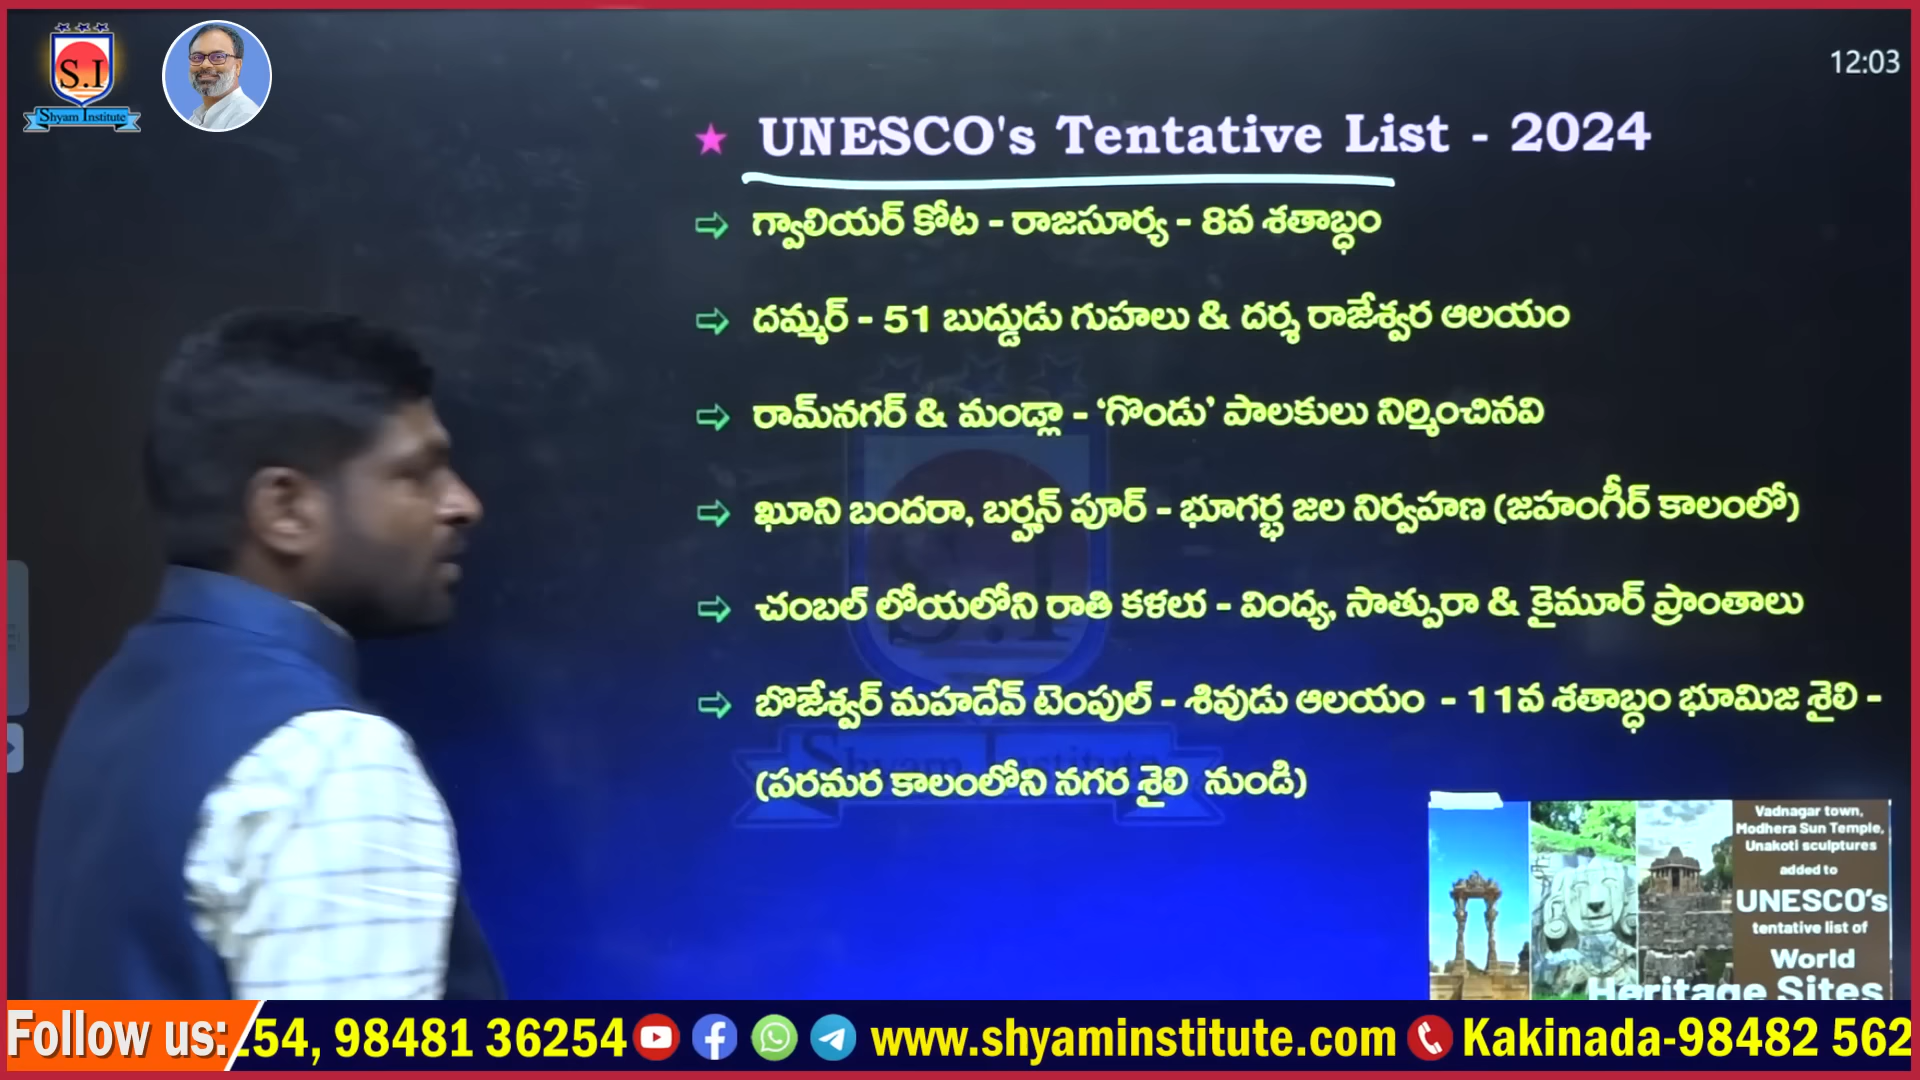 S.I
Shyam Institute
12:03
★ UNESCO's Tentative List - 2024
⇨ గ్వాలియర్ కోట - రాజసూర్య - 8వ శతాబ్దం
⇨ దమ్మర్ - 51 బుద్ధుడు గుహలు & దర్మ రాజేశ్వర ఆలయం
⇨ రామ్‌నగర్ & మండ్లా - ‘గొండు’ పాలకులు నిర్మించినవి
⇨ ఖూని బందరా, బర్హన్ పూర్ - భూగర్భ జల నిర్వహణ (జహంగీర్ కాలంలో)
⇨ చంబల్ లోయలోని రాతి కళలు - వింధ్య, సాత్పురా & కైమూర్ ప్రాంతాలు
⇨ బొజేశ్వర్ మహదేవ్ టెంపుల్ - శివుడు ఆలయం - 11వ శతాబ్దం భూమిజ శైలి -
(పరమర కాలంలోని నగర శైలి నుండి)
S.I
Shyam Institute
Vadnagar town,
Modhera Sun Temple,
Unakoti sculptures
added to
UNESCO's
tentative list of
World
Heritage Sites
Follow us: 254, 98481 36254 www.shyaminstitute.com Kakinada-98482 562